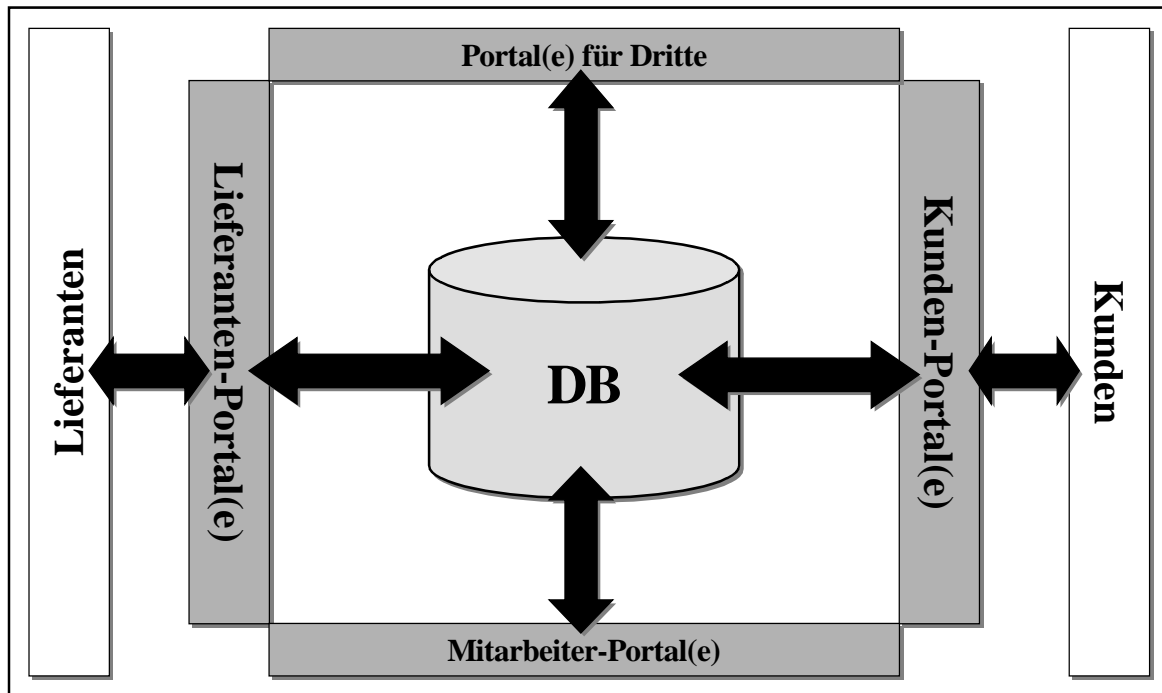 Portal(e) für Dritte
Lieferanten
Lieferanten-Portal(e)
DB
Kunden-Portal(e)
Kunden
Mitarbeiter-Portal(e)